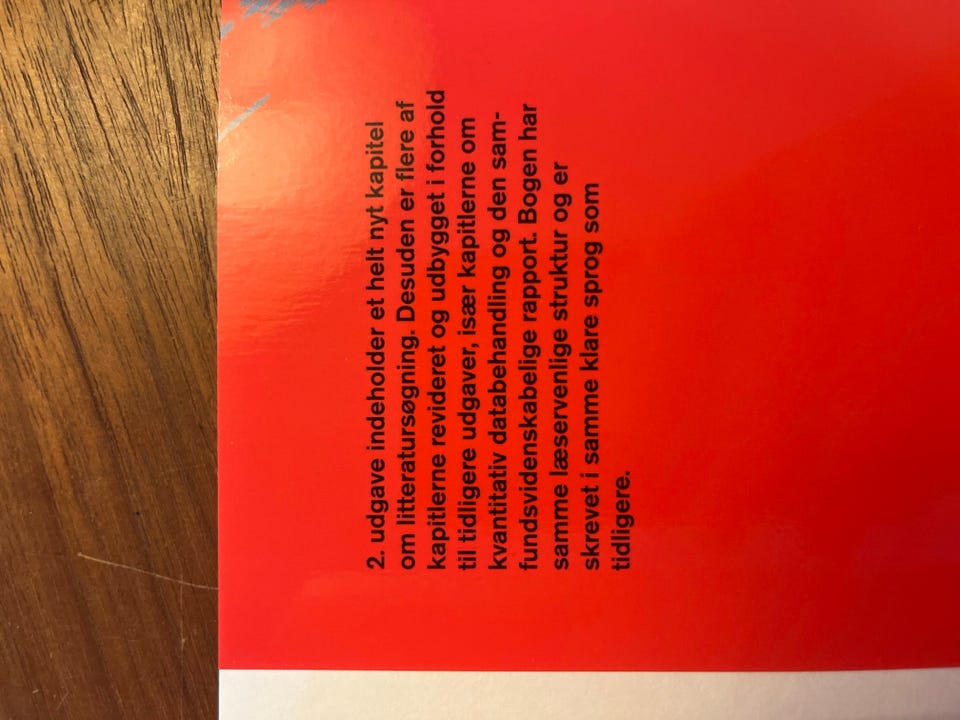 2. udgave indeholder et helt nyt kapitel
om litteratursøgning. Desuden er flere af
kapitlerne revideret og udbygget i forhold
til tidligere udgaver, især kapitlerne om
kvantitativ databehandling og den sam-
fundsvidenskabelige rapport. Bogen har
samme læservenlige struktur og er
skrevet i samme klare sprog som
tidligere.